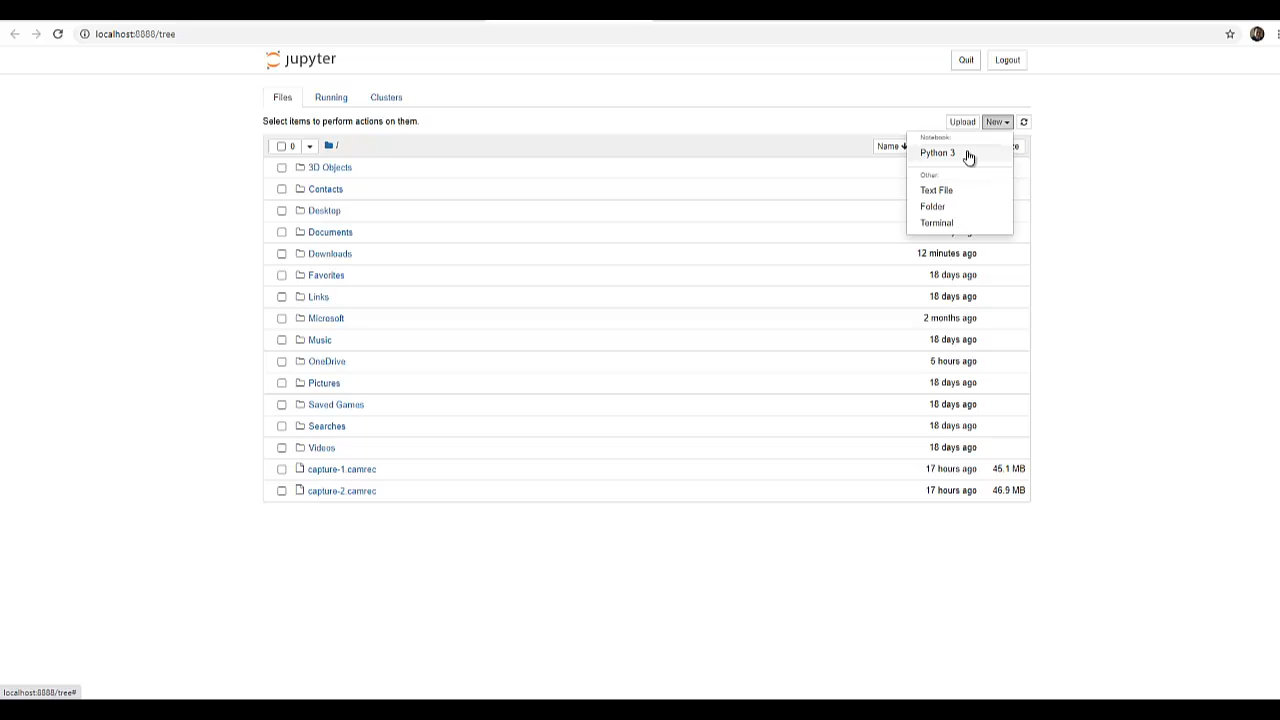 localhost:8888/tree
jupyter
Quit
Logout
Files
Running
Clusters
Select items to perform actions on them.
Upload
New
0
/
Name
Notebook:
Python 3
Other:
Text File
Folder
Terminal
3D Objects
Contacts
Desktop
Documents
Downloads 12 minutes ago
Favorites 18 days ago
Links 18 days ago
Microsoft 2 months ago
Music 18 days ago
OneDrive 5 hours ago
Pictures 18 days ago
Saved Games 18 days ago
Searches 18 days ago
Videos 18 days ago
capture-1.camrec 17 hours ago 45.1 MB
capture-2.camrec 17 hours ago 46.9 MB
localhost:8888/tree#